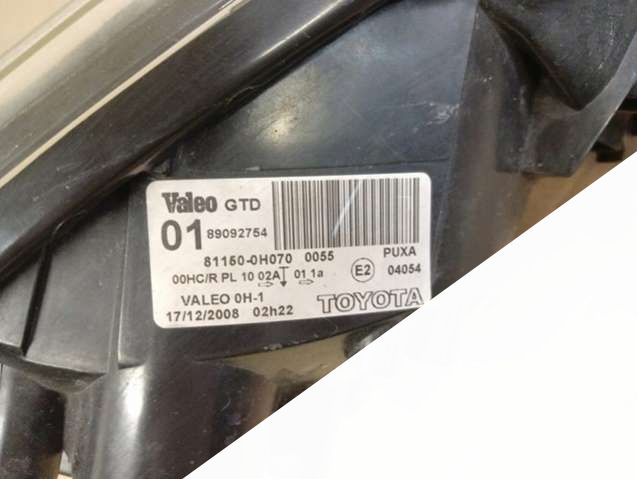 Valeo GTD
01 89092754
81150-0H070 0055 PUXA
00HC/R PL 10 02A 01 1a E2 04054
VALEO 0H-1 TOYOTA
17/12/2008 02h22